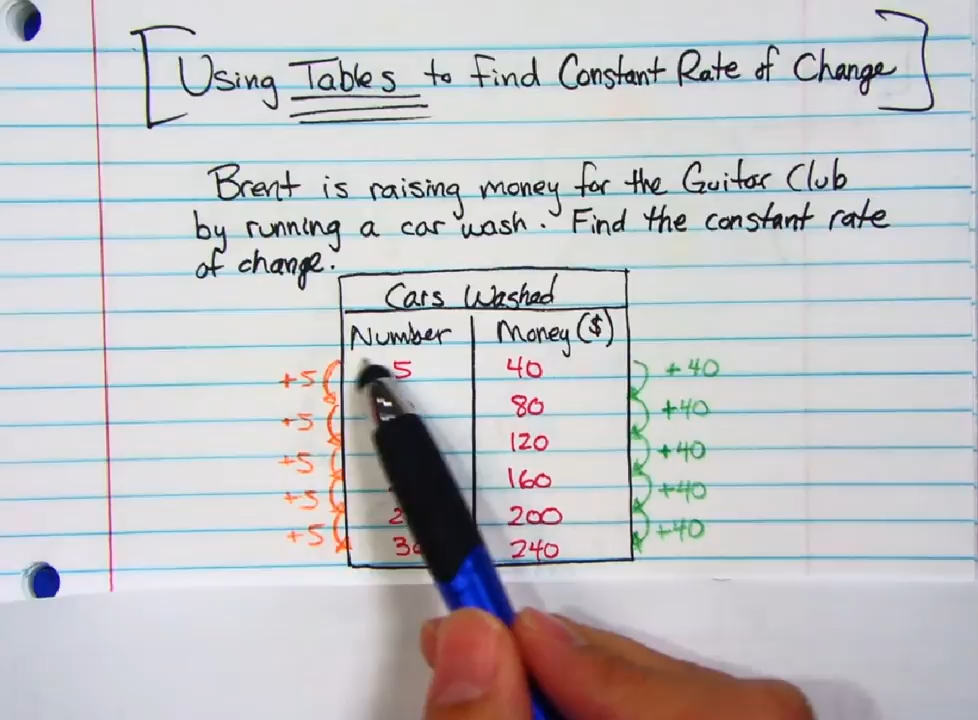 Using Tables to Find Constant Rate of Change
Brent is raising money for the Guitar Club
by running a car wash. Find the constant rate
of change.
Cars Washed
Number Money ($)
+5 5 40 +40
+5 80 +40
+5 120 +40
+5 160 +40
+5 200 +40
240